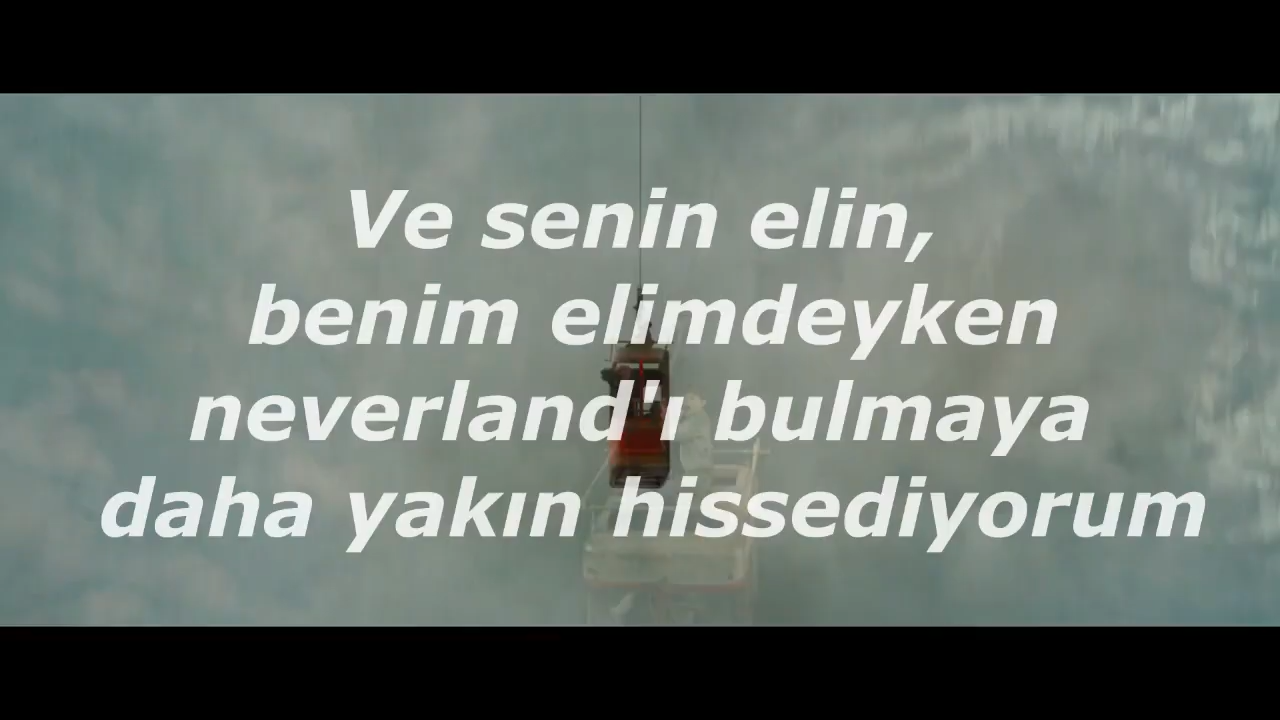 Ve senin elin,
benim elimdeyken
neverland'ı bulmaya
daha yakın hissediyorum